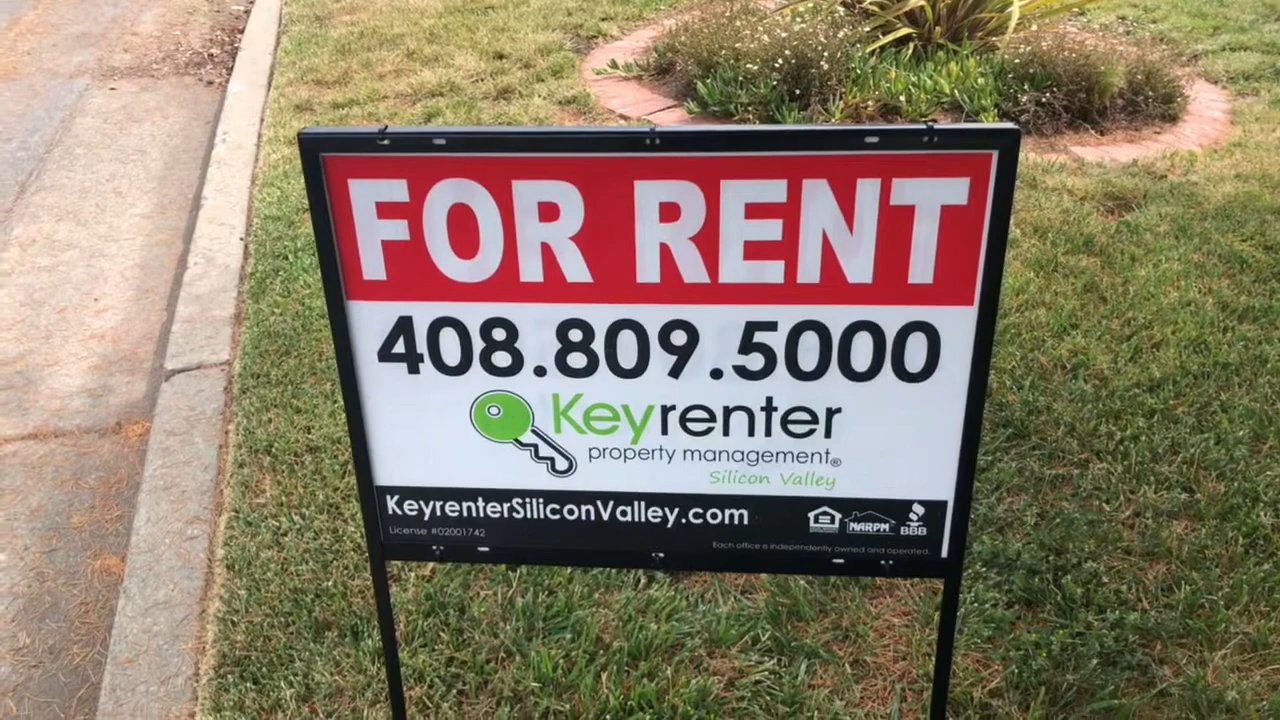 FOR RENT
408.809.5000
Keyrenter
property management®
Silicon Valley
KeyrenterSiliconValley.com
License #02001742
NARPM
BBB
Each office is independently owned and operated.